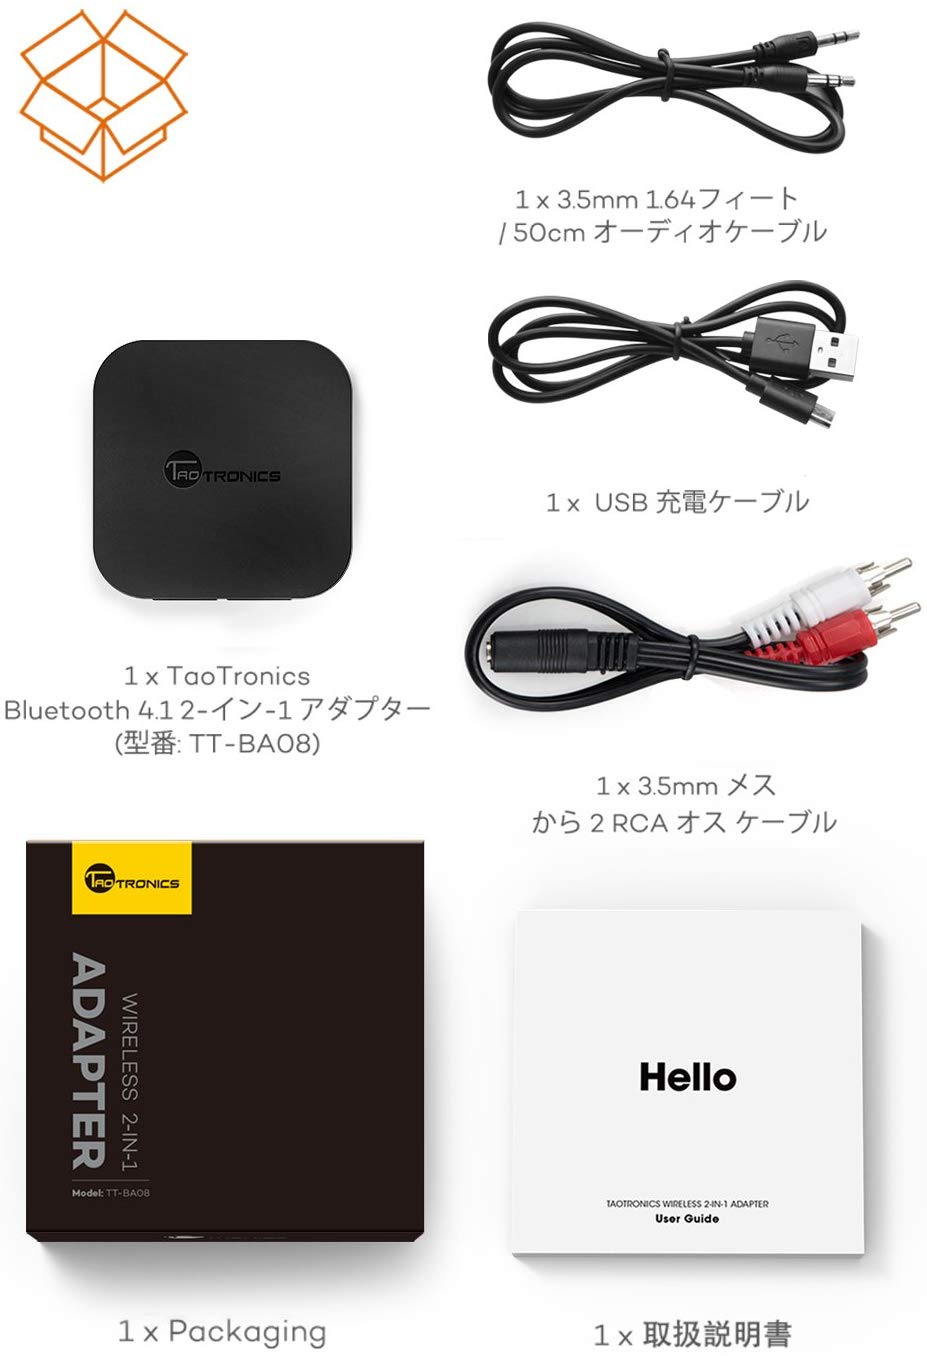 1 x 3.5mm 1.64フィート
/ 50cm オーディオケーブル
TAOTRONICS
1 x USB 充電ケーブル
1 x TaoTronics
Bluetooth 4.1 2-イン-1 アダプター
(型番: TT-BA08)
1 x 3.5mm メス
から 2 RCA オス ケーブル
TAOTRONICS
WIRELESS 2-IN-1
ADAPTER
Model: TT-BA08
Hello
TAOTRONICS WIRELESS 2-IN-1 ADAPTER
User Guide
1 x Packaging
1 x 取扱説明書